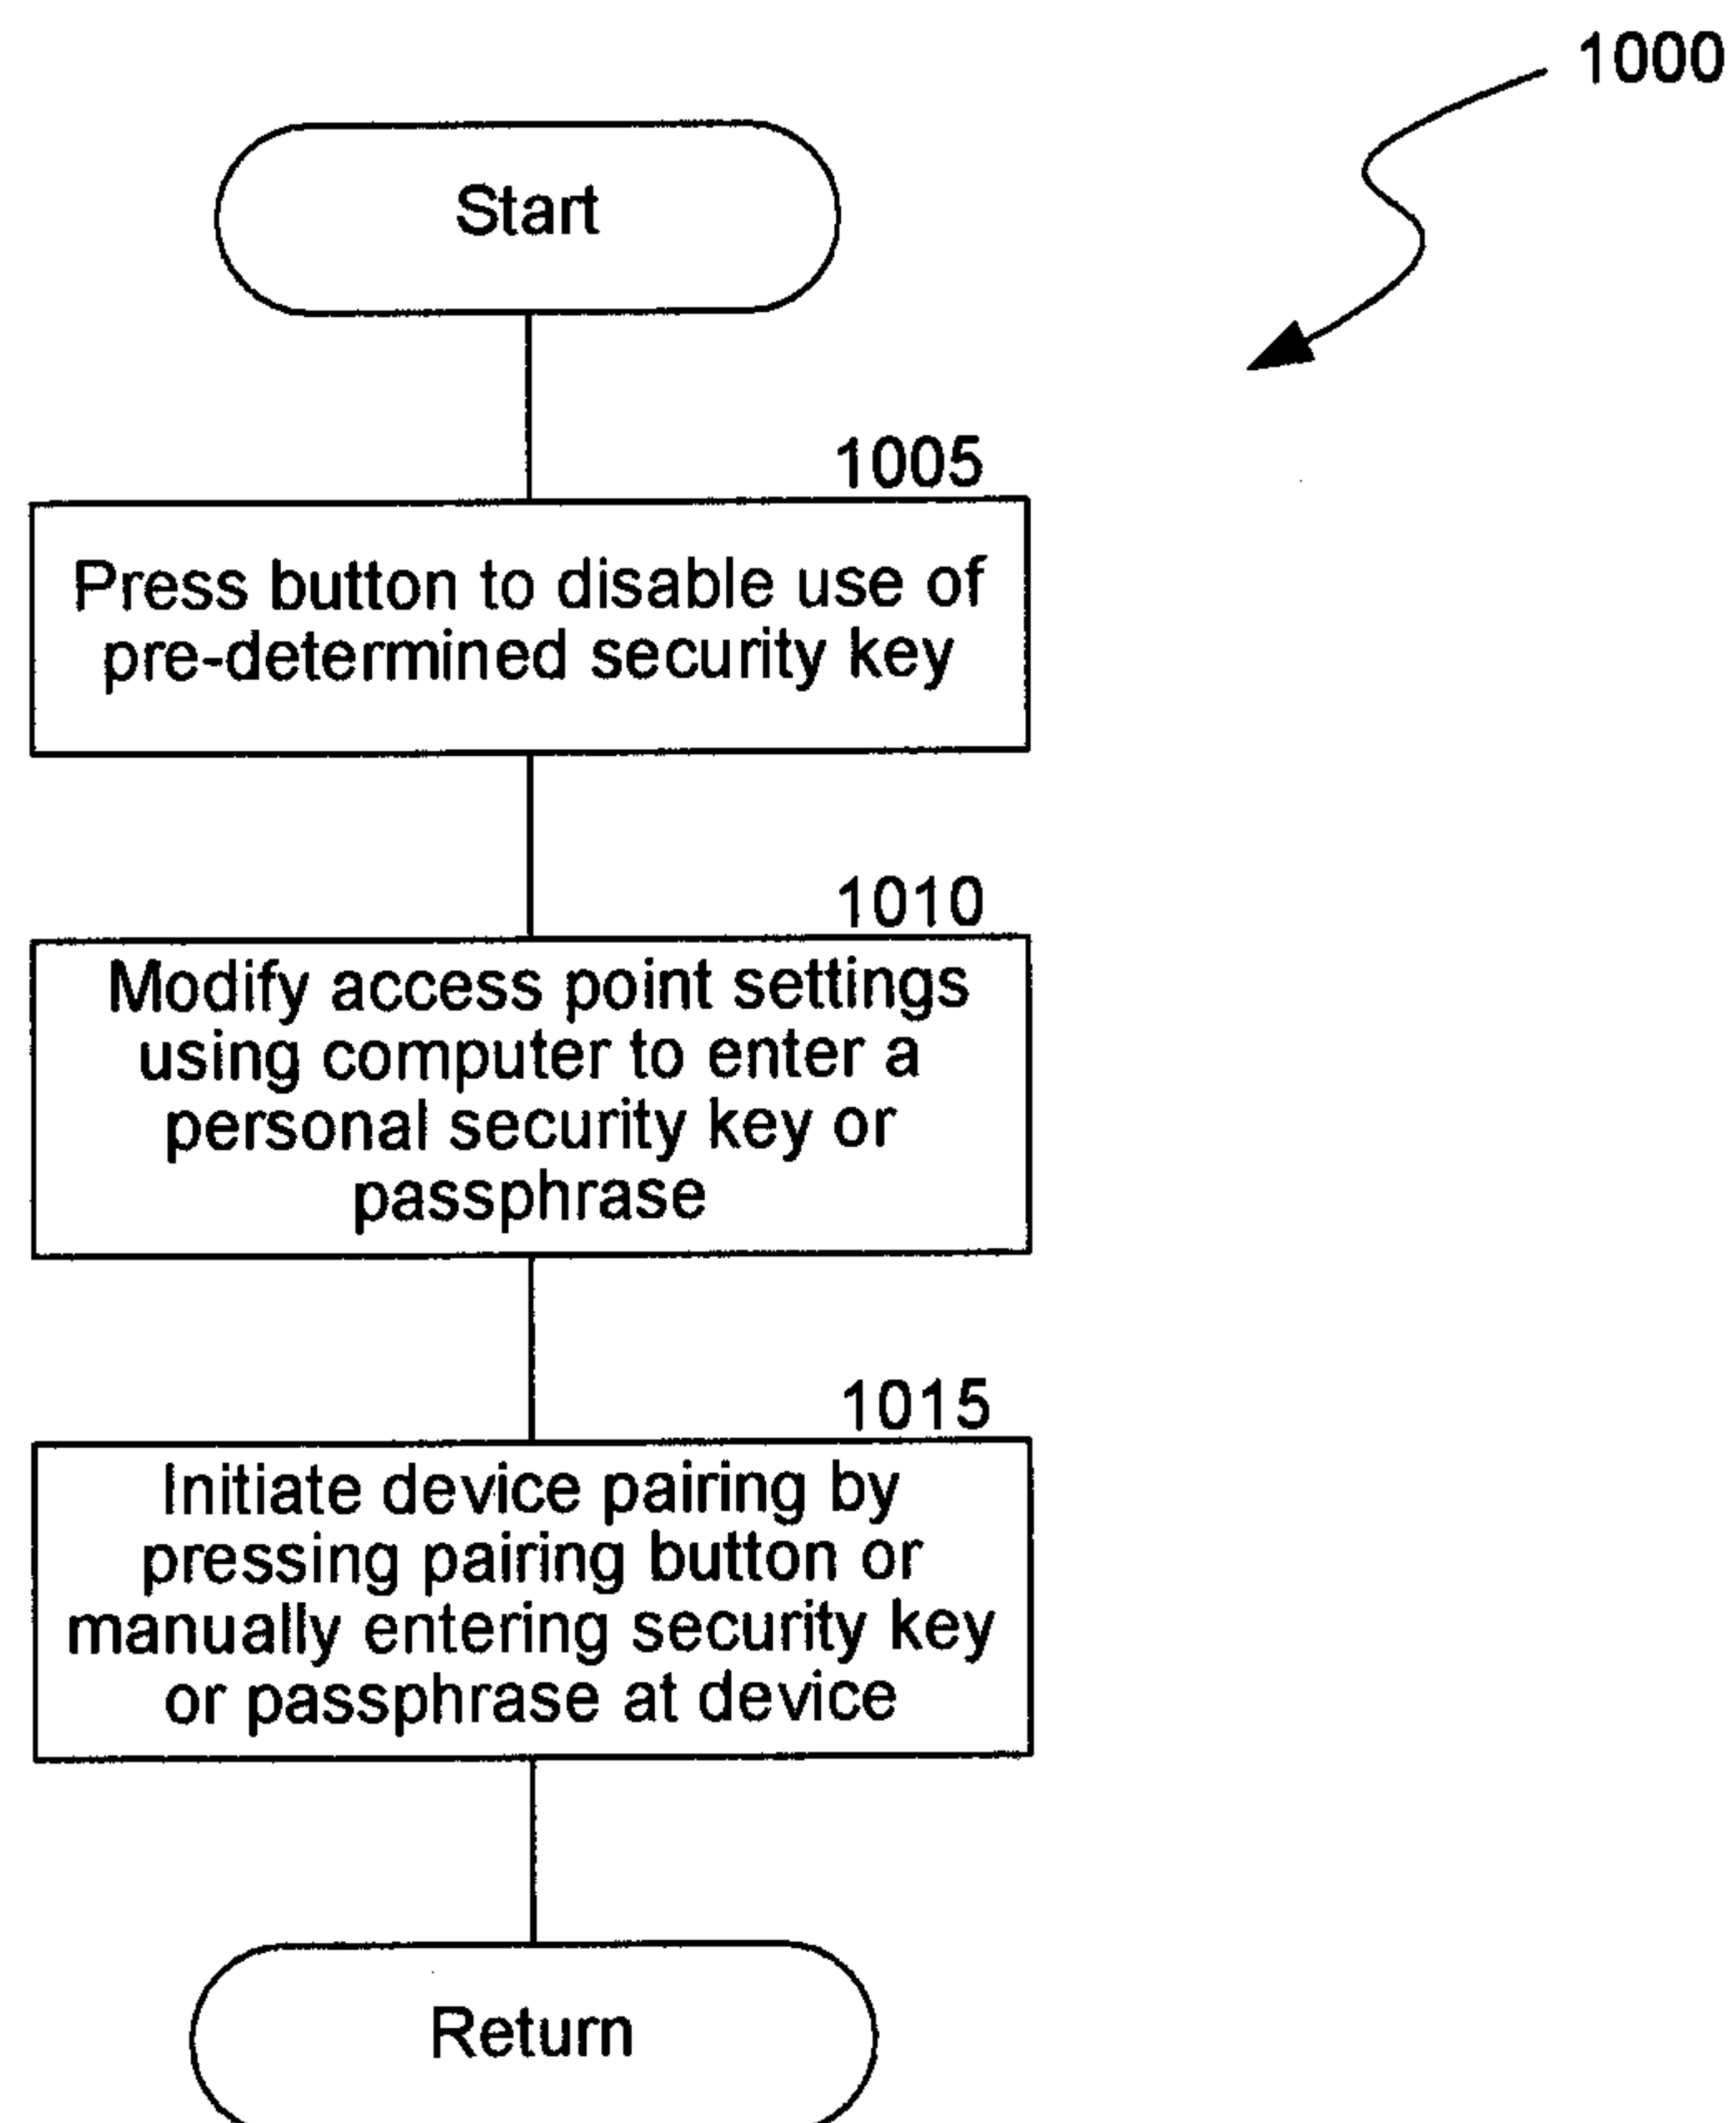 1000
Start
1005
Press button to disable use of
pre-determined security key
1010
Modify access point settings
using computer to enter a
personal security key or
passphrase
1015
Initiate device pairing by
pressing pairing button or
manually entering security key
or passphrase at device
Return